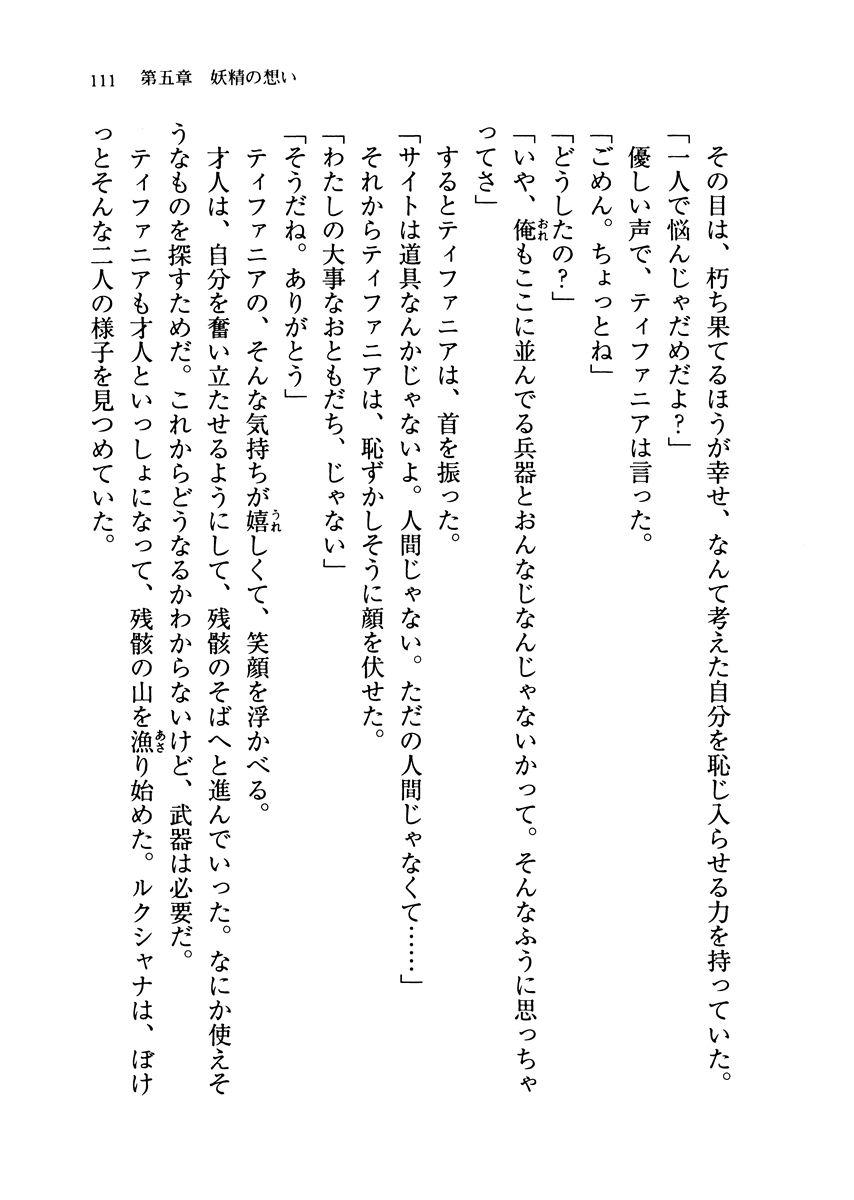 111　第五章　妖精の想い
その目は、朽ち果てるほうが幸せ、なんて考えた自分を恥じ入らせる力を持っていた。
「一人で悩んじゃだめだよ？」
優しい声で、ティファニアは言った。
「ごめん。ちょっとね」
「どうしたの？」
「いや、俺もここに並んでる兵器とおんなじなんじゃないかって。そんなふうに思っちゃ
ってさ」
するとティファニアは、首を振った。
「サイトは道具なんかじゃないよ。人間じゃない。ただの人間じゃなくて……」
それからティファニアは、恥ずかしそうに顔を伏せた。
「わたしの大事なおともだち、じゃない」
「そうだね。ありがとう」
ティファニアの、そんな気持ちが嬉しくて、笑顔を浮かべる。
才人は、自分を奮い立たせるようにして、残骸のそばへと進んでいった。なにか使えそ
うなものを探すためだ。これからどうなるかわからないけど、武器は必要だ。
ティファニアも才人といっしょになって、残骸の山を漁り始めた。ルクシャナは、ぼけ
っとそんな二人の様子を見つめていた。
おれ
うれ
あさ